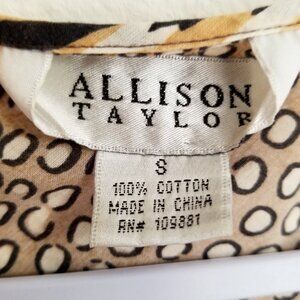 ALLISON
TAYLOR
S
100% COTTON
MADE IN CHINA
RN# 109881